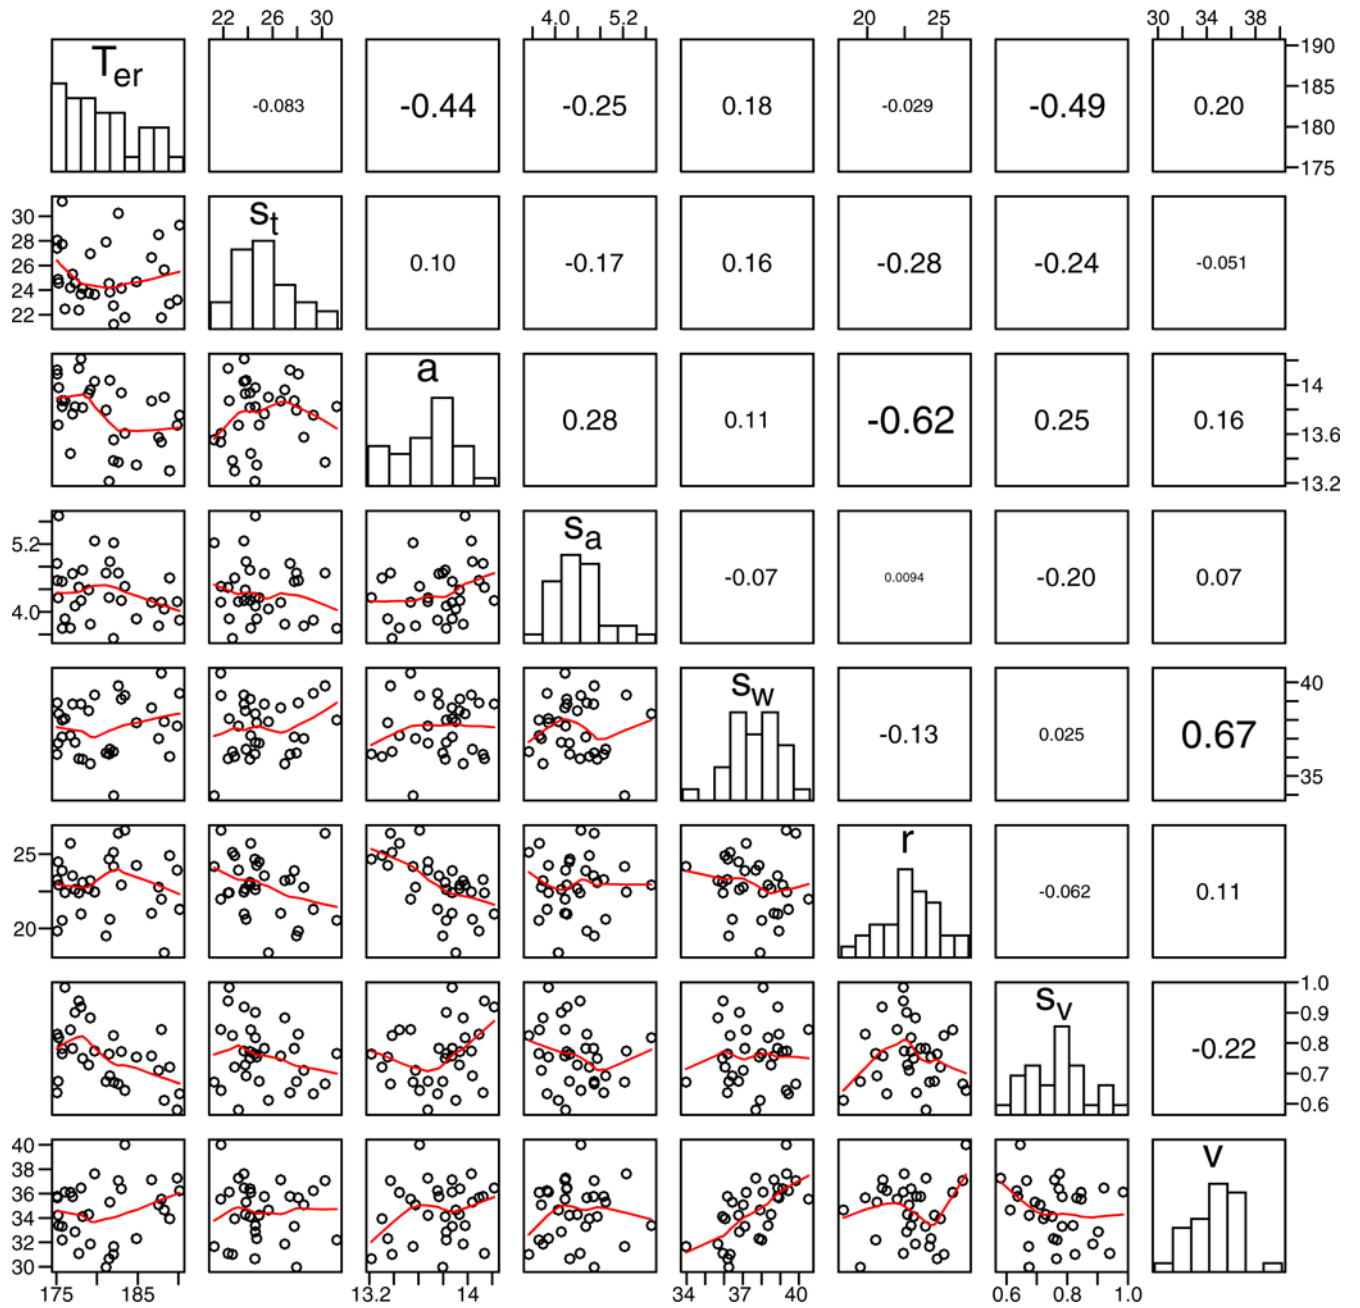 22 26 30 4.0 5.2 20 25 30 34 38
T_er -0.083 -0.44 -0.25 0.18 -0.029 -0.49 0.20 190 185 180 175
30 28 26 24 22 s_t 0.10 -0.17 0.16 -0.28 -0.24 -0.051
a 0.28 0.11 -0.62 0.25 0.16 14 13.6 13.2
5.2 4.0 s_a -0.07 0.0094 -0.20 0.07
s_w -0.13 0.025 0.67 40 35
25 20 r -0.062 0.11
s_v -0.22 1.0 0.9 0.8 0.7 0.6
40 38 36 34 32 30 v
175 185 13.2 14 34 37 40 0.6 0.8 1.0